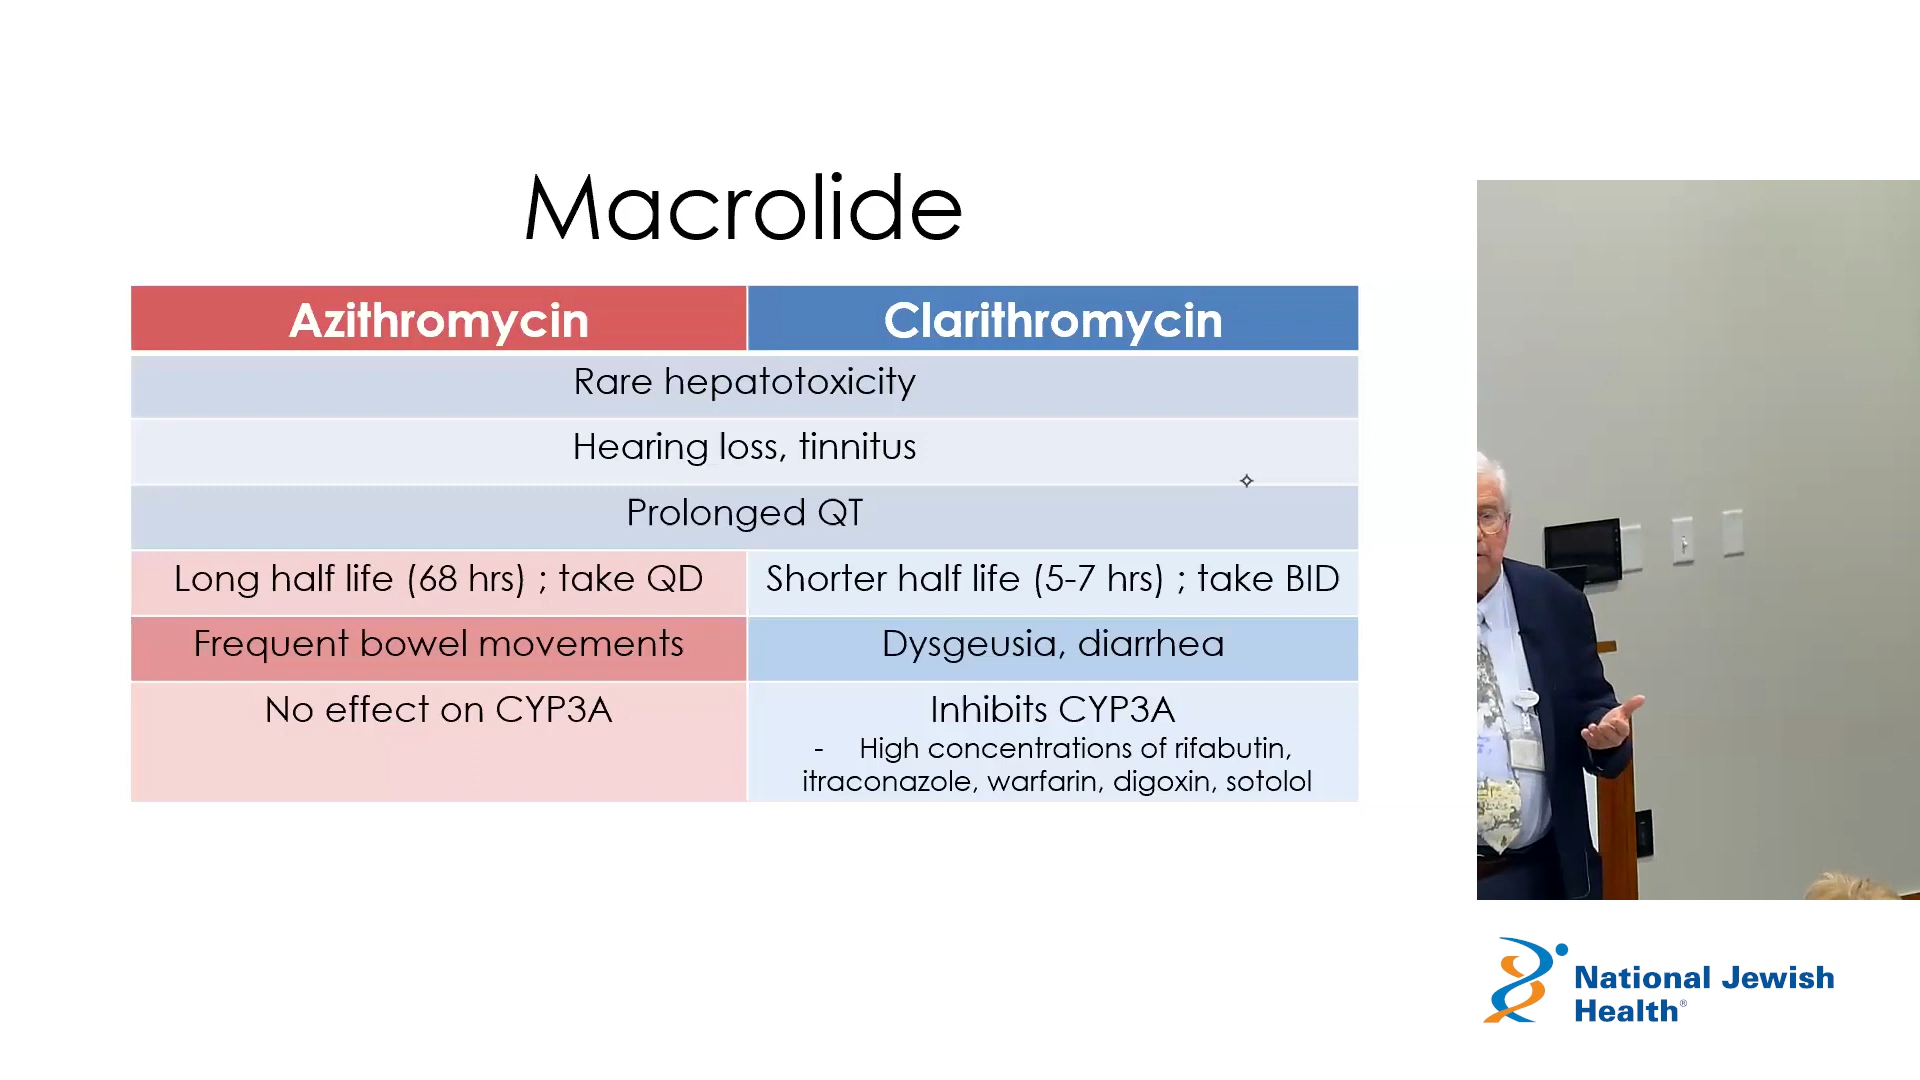 Macrolide
Azithromycin
Clarithromycin
Rare hepatotoxicity
Hearing loss, tinnitus
Prolonged QT
Long half life (68 hrs) ; take QD
Shorter half life (5-7 hrs) ; take BID
Frequent bowel movements
Dysgeusia, diarrhea
No effect on CYP3A
Inhibits CYP3A
- High concentrations of rifabutin,
itraconazole, warfarin, digoxin, sotolol
National Jewish
Health®